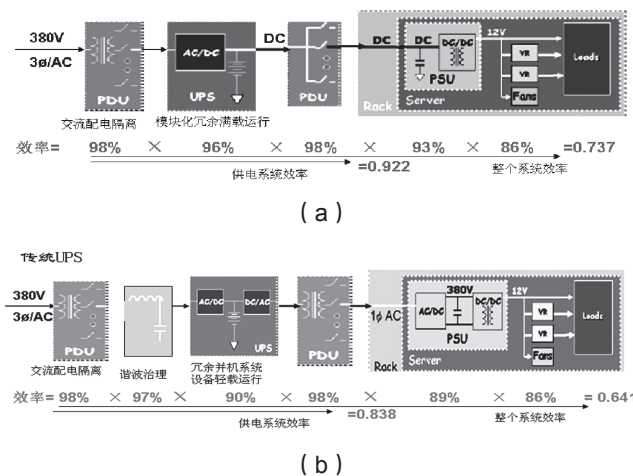 380V
3ø/AC
PDU
交流配电隔离
AC/DC
UPS
模块化冗余满载运行
DC
PDU
DC
DC
DC/DC
PSU
Rack
Server
12V
VR
VR
Fans
Loads
效率= 98% × 96% × 98% × 93% × 86% =0.737
供电系统效率
=0.922
整个系统效率
(a)
传统UPS
380V
3ø/AC
PDU
交流配电隔离
谐波治理
AC/DC
DC/AC
UPS
冗余并机系统
设备轻载运行
PDU
1ϕ AC
Rack
AC/DC
380V
DC/DC
PSU
Server
12V
VR
VR
Fans
Loads
效率= 98% × 97% × 90% × 98% × 89% × 86% = 0.641
供电系统效率
=0.838
整个系统效率
(b)